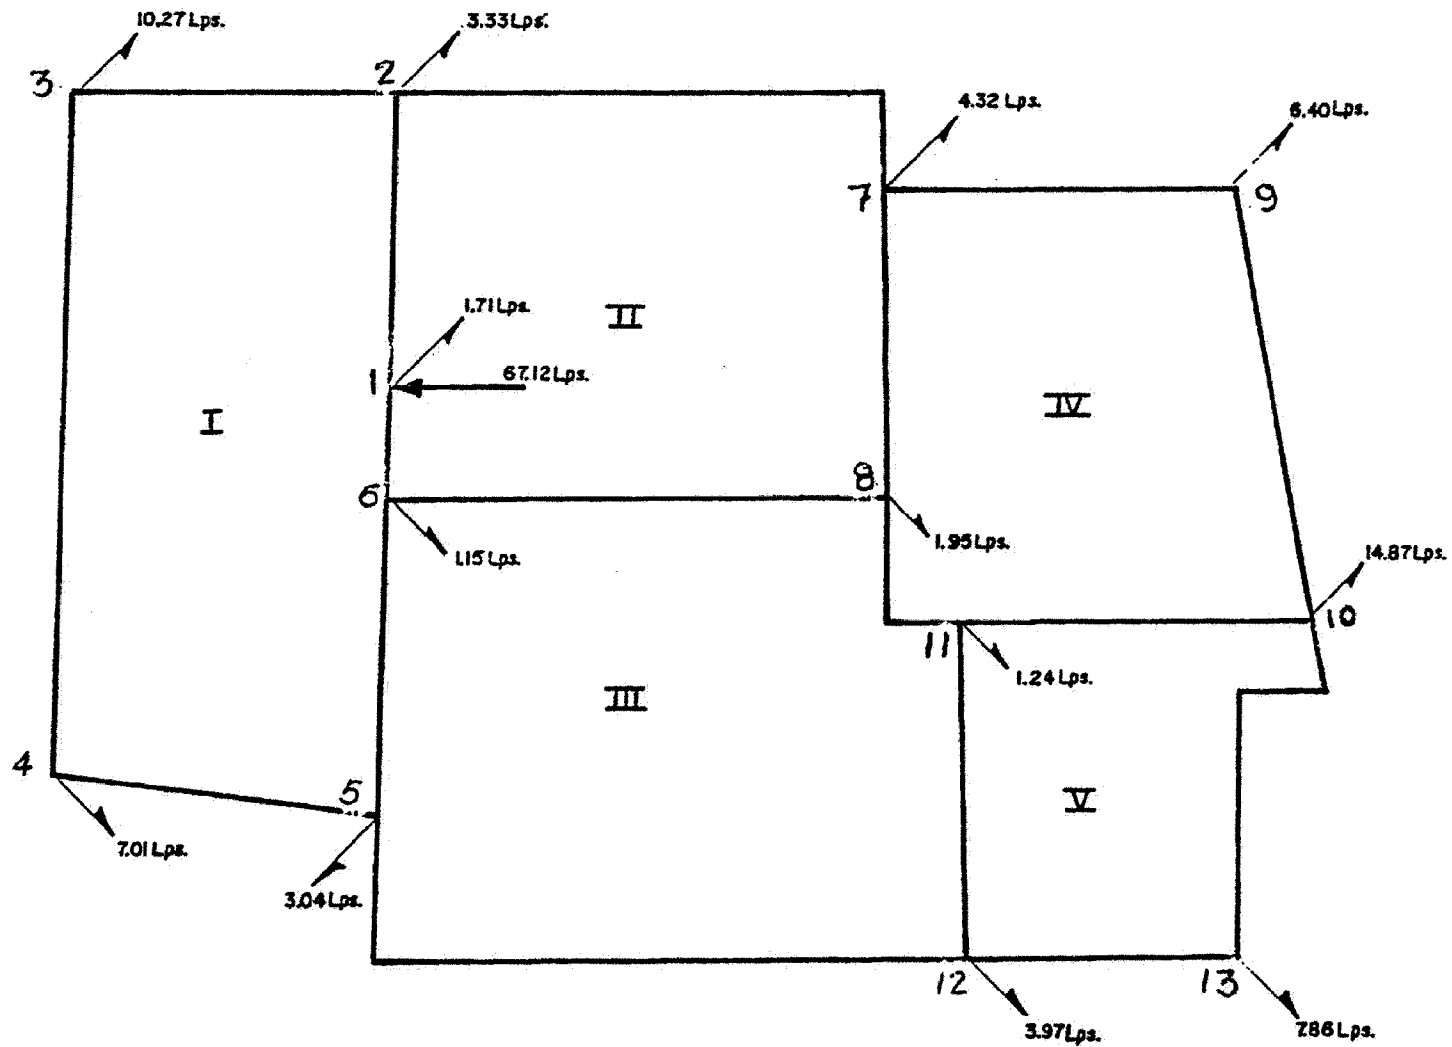 10.27 Lps.
3.33 Lps.
3
2
4.32 Lps.
6.40 Lps.
7
9
1.71 Lps.
II
1
67.12 Lps.
I
IV
8
6
1.15 Lps.
1.95 Lps.
14.87 Lps.
10
11
1.24 Lps.
III
4
5
V
7.01 Lps.
3.04 Lps.
12
13
3.97 Lps.
7.86 Lps.